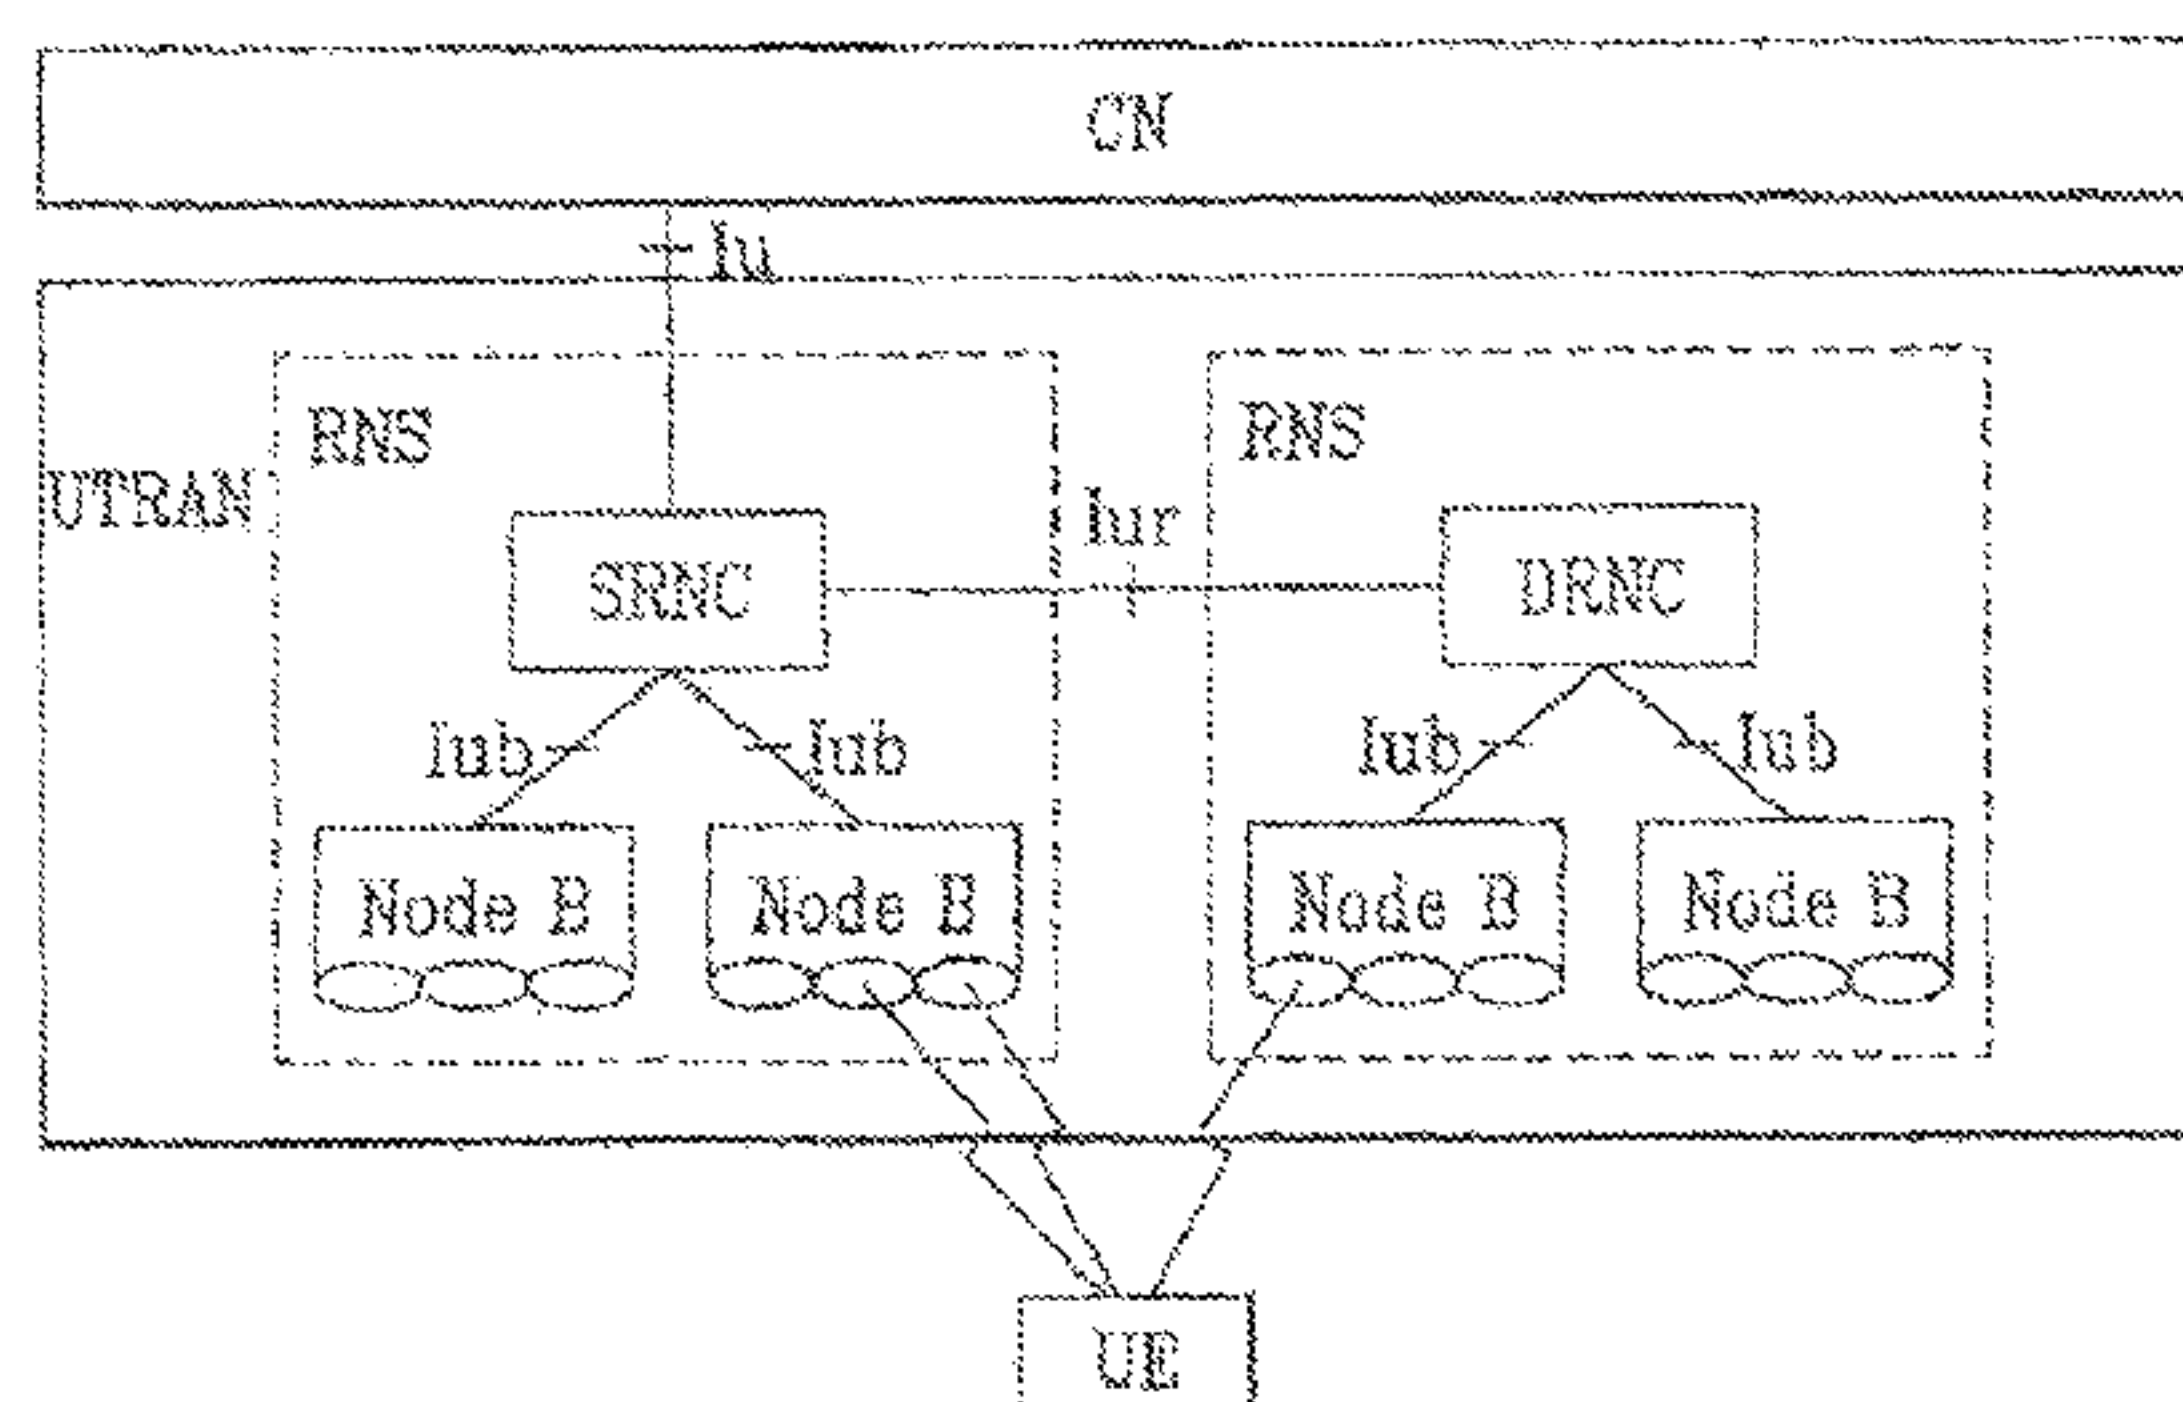 CN
Iu
RNS
RNS
UTRAN
Iur
SRNC
DRNC
Iub
Iub
Iub
Iub
Node B
Node B
Node B
Node B
UE